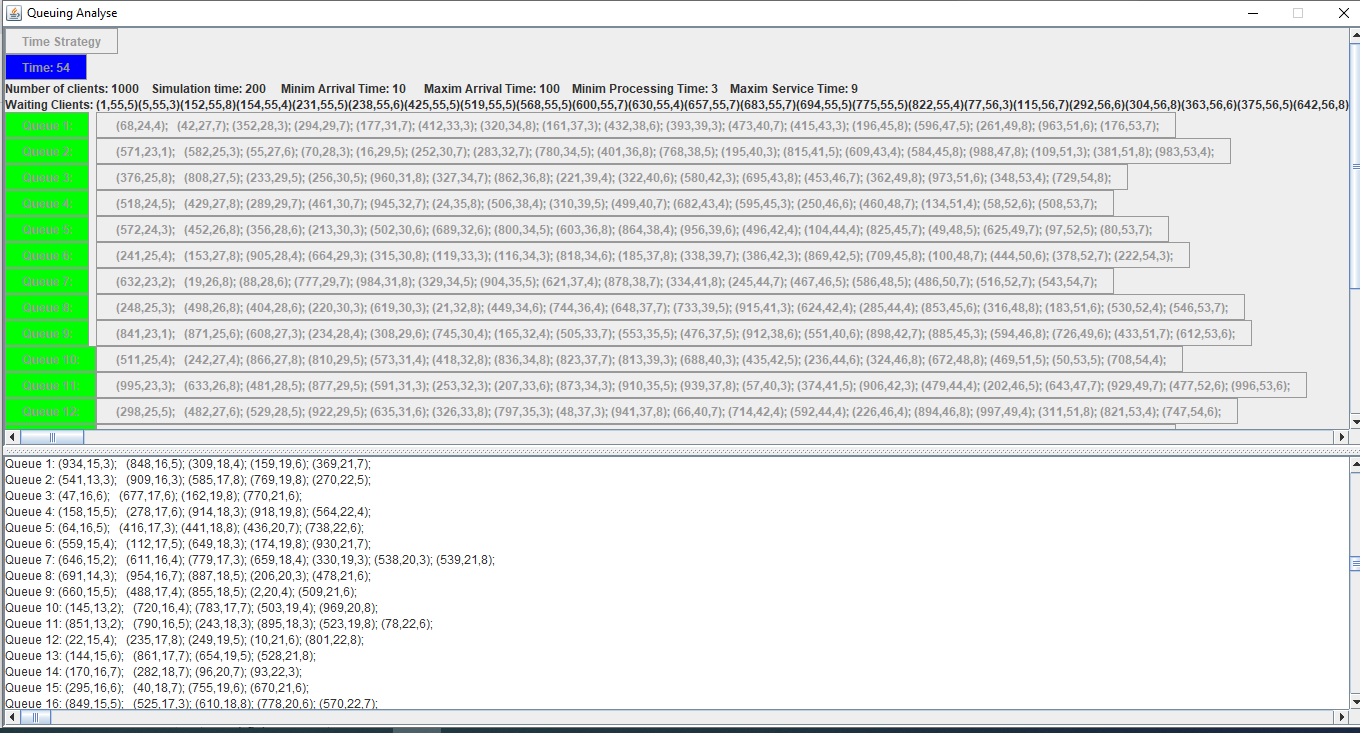 Queuing Analyse
Time Strategy
Time: 54
Number of clients: 1000 Simulation time: 200 Minim Arrival Time: 10 Maxim Arrival Time: 100 Minim Processing Time: 3 Maxim Service Time: 9
Waiting Clients: (1,55,5)(5,55,3)(152,55,8)(154,55,4)(231,55,5)(238,55,6)(425,55,5)(519,55,5)(568,55,5)(600,55,7)(630,55,4)(657,55,7)(683,55,7)(694,55,5)(775,55,5)(822,55,4)(77,56,3)(115,56,7)(292,56,6)(304,56,8)(363,56,6)(375,56,5)(642,56,8)
Queue 1: (68,24,4); (42,27,7); (352,28,3); (294,29,7); (177,31,7); (412,33,3); (320,34,8); (161,37,3); (432,38,6); (393,39,3); (473,40,7); (415,43,3); (196,45,8); (596,47,5); (261,49,8); (963,51,6); (176,53,7);
Queue 2: (571,23,1); (582,25,3); (55,27,6); (70,28,3); (16,29,5); (252,30,7); (283,32,7); (780,34,5); (401,36,8); (768,38,5); (195,40,3); (815,41,5); (609,43,4); (584,45,8); (988,47,8); (109,51,3); (381,51,8); (983,53,4);
Queue 3: (376,25,8); (808,27,5); (233,29,5); (256,30,5); (960,31,8); (327,34,7); (862,36,8); (221,39,4); (322,40,6); (580,42,3); (695,43,8); (453,46,7); (362,49,8); (973,51,6); (348,53,4); (729,54,8);
Queue 4: (518,24,5); (429,27,8); (289,29,7); (461,30,7); (945,32,7); (24,35,8); (506,38,4); (310,39,5); (499,40,7); (682,43,4); (595,45,3); (250,46,6); (460,48,7); (134,51,4); (58,52,6); (508,53,7);
Queue 5: (572,24,3); (452,26,8); (356,28,6); (213,30,3); (502,30,6); (689,32,6); (800,34,5); (603,36,8); (864,38,4); (956,39,6); (496,42,4); (104,44,4); (825,45,7); (49,48,5); (625,49,7); (97,52,5); (80,53,7);
Queue 6: (241,25,4); (153,27,8); (905,28,4); (664,29,3); (315,30,8); (119,33,3); (116,34,3); (818,34,6); (185,37,8); (338,39,7); (386,42,3); (869,42,5); (709,45,8); (100,48,7); (444,50,6); (378,52,7); (222,54,3);
Queue 7: (632,23,2); (19,26,8); (88,28,6); (777,29,7); (984,31,8); (329,34,5); (904,35,5); (621,37,4); (878,38,7); (334,41,8); (245,44,7); (467,46,5); (586,48,5); (486,50,7); (516,52,7); (543,54,7);
Queue 8: (248,25,3); (498,26,8); (404,28,6); (220,30,3); (619,30,3); (21,32,8); (449,34,6); (744,36,4); (648,37,7); (733,39,5); (915,41,3); (624,42,4); (285,44,4); (853,45,6); (316,48,8); (183,51,6); (530,52,4); (546,53,7);
Queue 9: (841,23,1); (871,25,6); (608,27,3); (234,28,4); (308,29,6); (745,30,4); (165,32,4); (505,33,7); (553,35,5); (476,37,5); (912,38,6); (551,40,6); (898,42,7); (885,45,3); (594,46,8); (726,49,6); (433,51,7); (612,53,6);
Queue 10: (511,25,4); (242,27,4); (866,27,8); (810,29,5); (573,31,4); (418,32,8); (836,34,8); (823,37,7); (813,39,3); (688,40,3); (435,42,5); (236,44,6); (324,46,8); (672,48,8); (469,51,5); (50,53,5); (708,54,4);
Queue 11: (995,23,3); (633,26,8); (481,28,5); (877,29,5); (591,31,3); (253,32,3); (207,33,6); (873,34,3); (910,35,5); (939,37,8); (57,40,3); (374,41,5); (906,42,3); (479,44,4); (202,46,5); (643,47,7); (929,49,7); (477,52,6); (996,53,6);
Queue 12: (298,25,5); (482,27,6); (529,28,5); (922,29,5); (635,31,6); (326,33,8); (797,35,3); (48,37,3); (941,37,8); (66,40,7); (714,42,4); (592,44,4); (226,46,4); (894,46,8); (997,49,4); (311,51,8); (821,53,4); (747,54,6);
Queue 1: (934,15,3); (848,16,5); (309,18,4); (159,19,6); (369,21,7);
Queue 2: (541,13,3); (909,16,3); (585,17,8); (769,19,8); (270,22,5);
Queue 3: (47,16,6); (677,17,6); (162,19,8); (770,21,6);
Queue 4: (158,15,5); (278,17,6); (914,18,3); (918,19,8); (564,22,4);
Queue 5: (64,16,5); (416,17,3); (441,18,8); (436,20,7); (738,22,6);
Queue 6: (559,15,4); (112,17,5); (649,18,3); (174,19,8); (930,21,7);
Queue 7: (646,15,2); (611,16,4); (779,17,3); (659,18,4); (330,19,3); (538,20,3); (539,21,8);
Queue 8: (691,14,3); (954,16,7); (887,18,5); (206,20,3); (478,21,6);
Queue 9: (660,15,5); (488,17,4); (855,18,5); (2,20,4); (509,21,6);
Queue 10: (145,13,2); (720,16,4); (783,17,7); (503,19,4); (969,20,8);
Queue 11: (851,13,2); (790,16,5); (243,18,3); (895,18,3); (523,19,8); (78,22,6);
Queue 12: (22,15,4); (235,17,8); (249,19,5); (10,21,6); (801,22,8);
Queue 13: (144,15,6); (861,17,7); (654,19,5); (528,21,8);
Queue 14: (170,16,7); (282,18,7); (96,20,7); (93,22,3);
Queue 15: (295,16,6); (40,18,7); (755,19,6); (670,21,6);
Queue 16: (849,15,5); (525,17,3); (610,18,8); (778,20,6); (570,22,7);